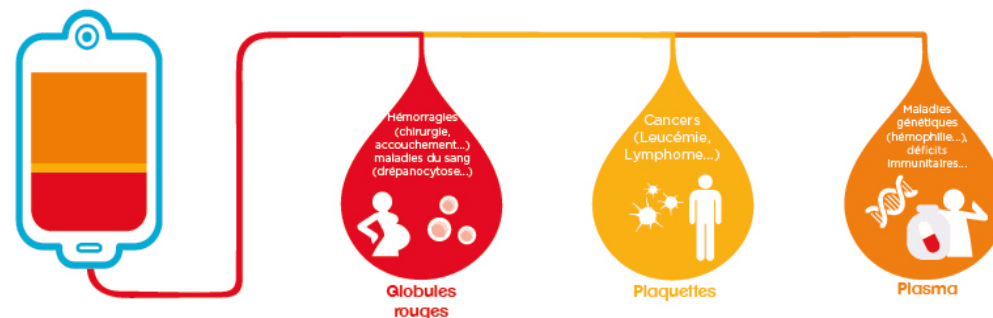 Hémorragies
(chirurgie,
accouchement...)
maladies du sang
(drépanocytose...)
Globules
rouges
Cancers
(Leucémie,
Lymphome...)
Plaquettes
Maladies
génétiques
(hémophilie...),
déficits
immunitaires...
Plasma